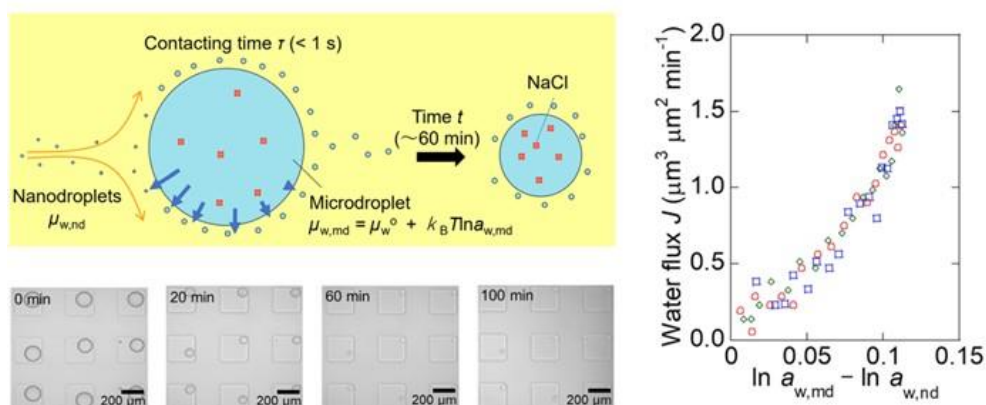 Contacting time τ (< 1 s)
Nanodroplets
μw,nd
Microdroplet
μw,md = μw° + kBTlnaw,md
Time t
(～60 min)
NaCl
0 min
200 μm
20 min
200 μm
60 min
200 μm
100 min
200 μm
Water flux J (μm³ μm² min⁻¹)
2.0
1.5
1.0
0.5
0.0
0
0.05
0.1
0.15
ln aw,md − ln aw,nd